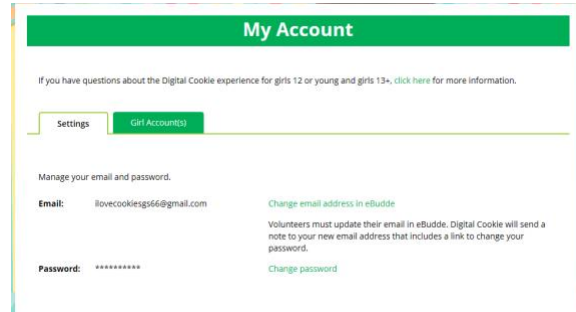 My Account
If you have questions about the Digital Cookie experience for girls 12 or young and girls 13+, click here for more information.
Settings
Girl Account(s)
Manage your email and password.
Email: ilovecookiesgs66@gmail.com Change email address in eBudde
Volunteers must update their email in eBudde. Digital Cookie will send a
note to your new email address that includes a link to change your
password.
Password: ********** Change password